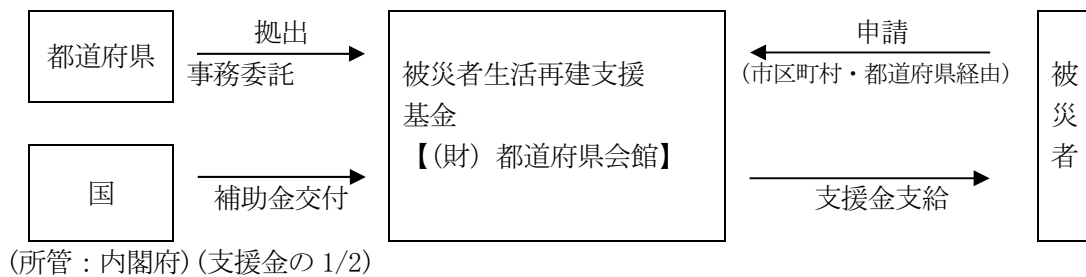 都道府県
拠出
事務委託
被災者生活再建支援
基金
【(財) 都道府県会館】
申請
(市区町村・都道府県経由)
被災者
国
補助金交付
支援金支給
(所管：内閣府)(支援金の 1/2)